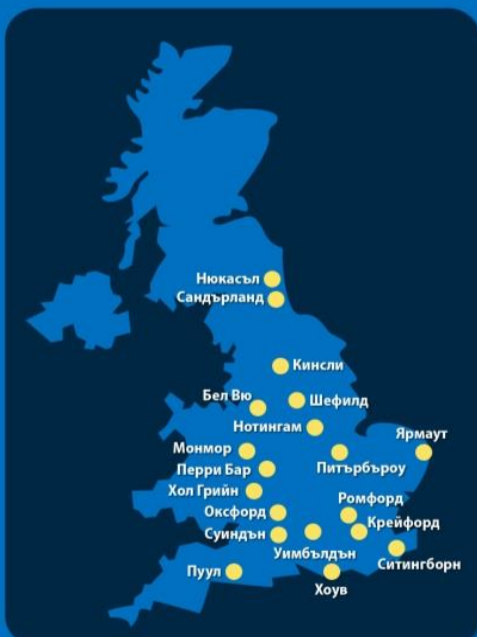 Нюкасъл
Сандърланд
Кинсли
Бел Вю
Шефилд
Нотингам
Ярмаут
Монмор
Питърбъроу
Перри Бар
Хол Грийн
Ромфорд
Оксфорд
Крейфорд
Суиндън
Уимбълдън
Ситингборн
Пуул
Хоув